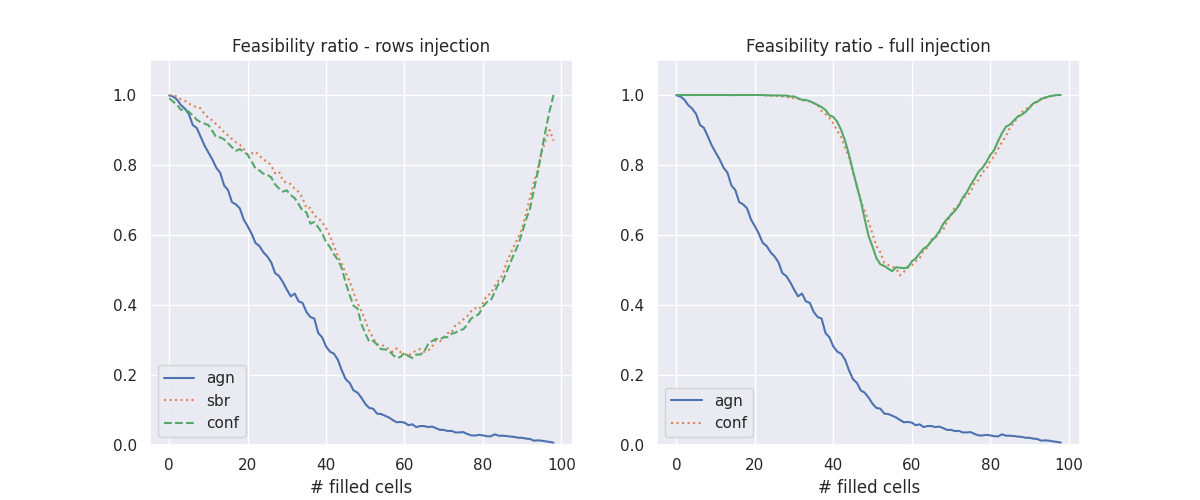 Feasibility ratio - rows injection
1.0
0.8
0.6
0.4
0.2
0.0
agn
sbr
conf
0 20 40 60 80 100
# filled cells
Feasibility ratio - full injection
1.0
0.8
0.6
0.4
0.2
0.0
agn
conf
0 20 40 60 80 100
# filled cells